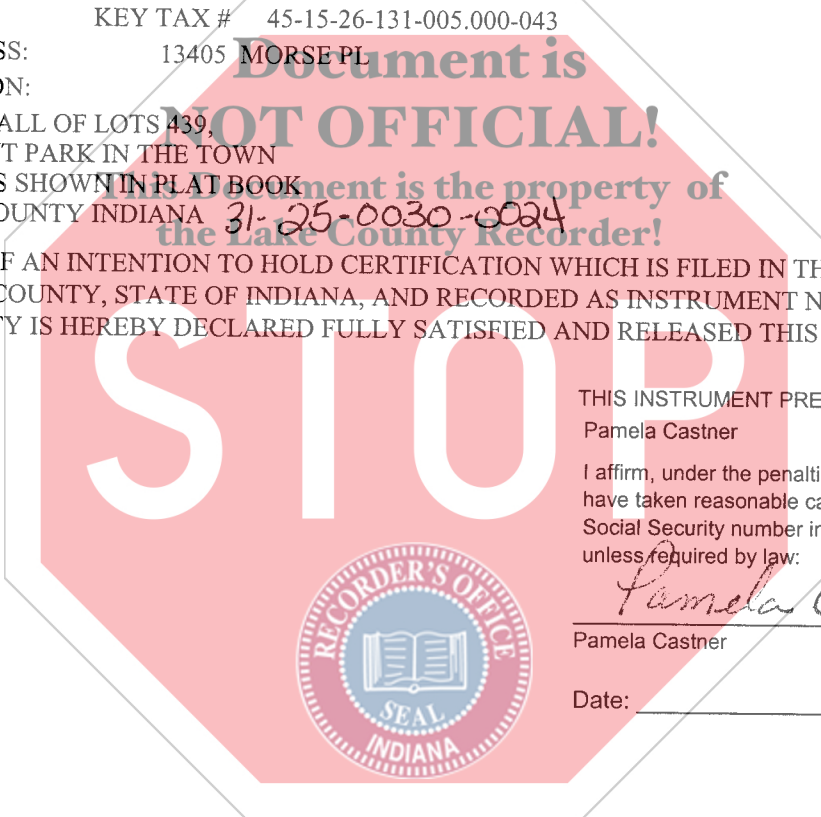 KEY TAX # 45-15-26-131-005.000-043
SS:
13405 MORSE PL
ON:
Document is
NOT OFFICIAL!
This Document is the property of
the Lake County Recorder!
ALL OF LOTS 439,
T PARK IN THE TOWN
S SHOWN IN PLAT BOOK
OUNTY INDIANA 31-25-0030-0024
F AN INTENTION TO HOLD CERTIFICATION WHICH IS FILED IN TH
COUNTY, STATE OF INDIANA, AND RECORDED AS INSTRUMENT N
TY IS HEREBY DECLARED FULLY SATISFIED AND RELEASED THIS
STOP
THIS INSTRUMENT PRE
Pamela Castner
I affirm, under the penalti
have taken reasonable ca
Social Security number in
unless required by law:
Pamela C
Pamela Castner
Date:
RECORDER'S OFFICE
SEAL
INDIANA